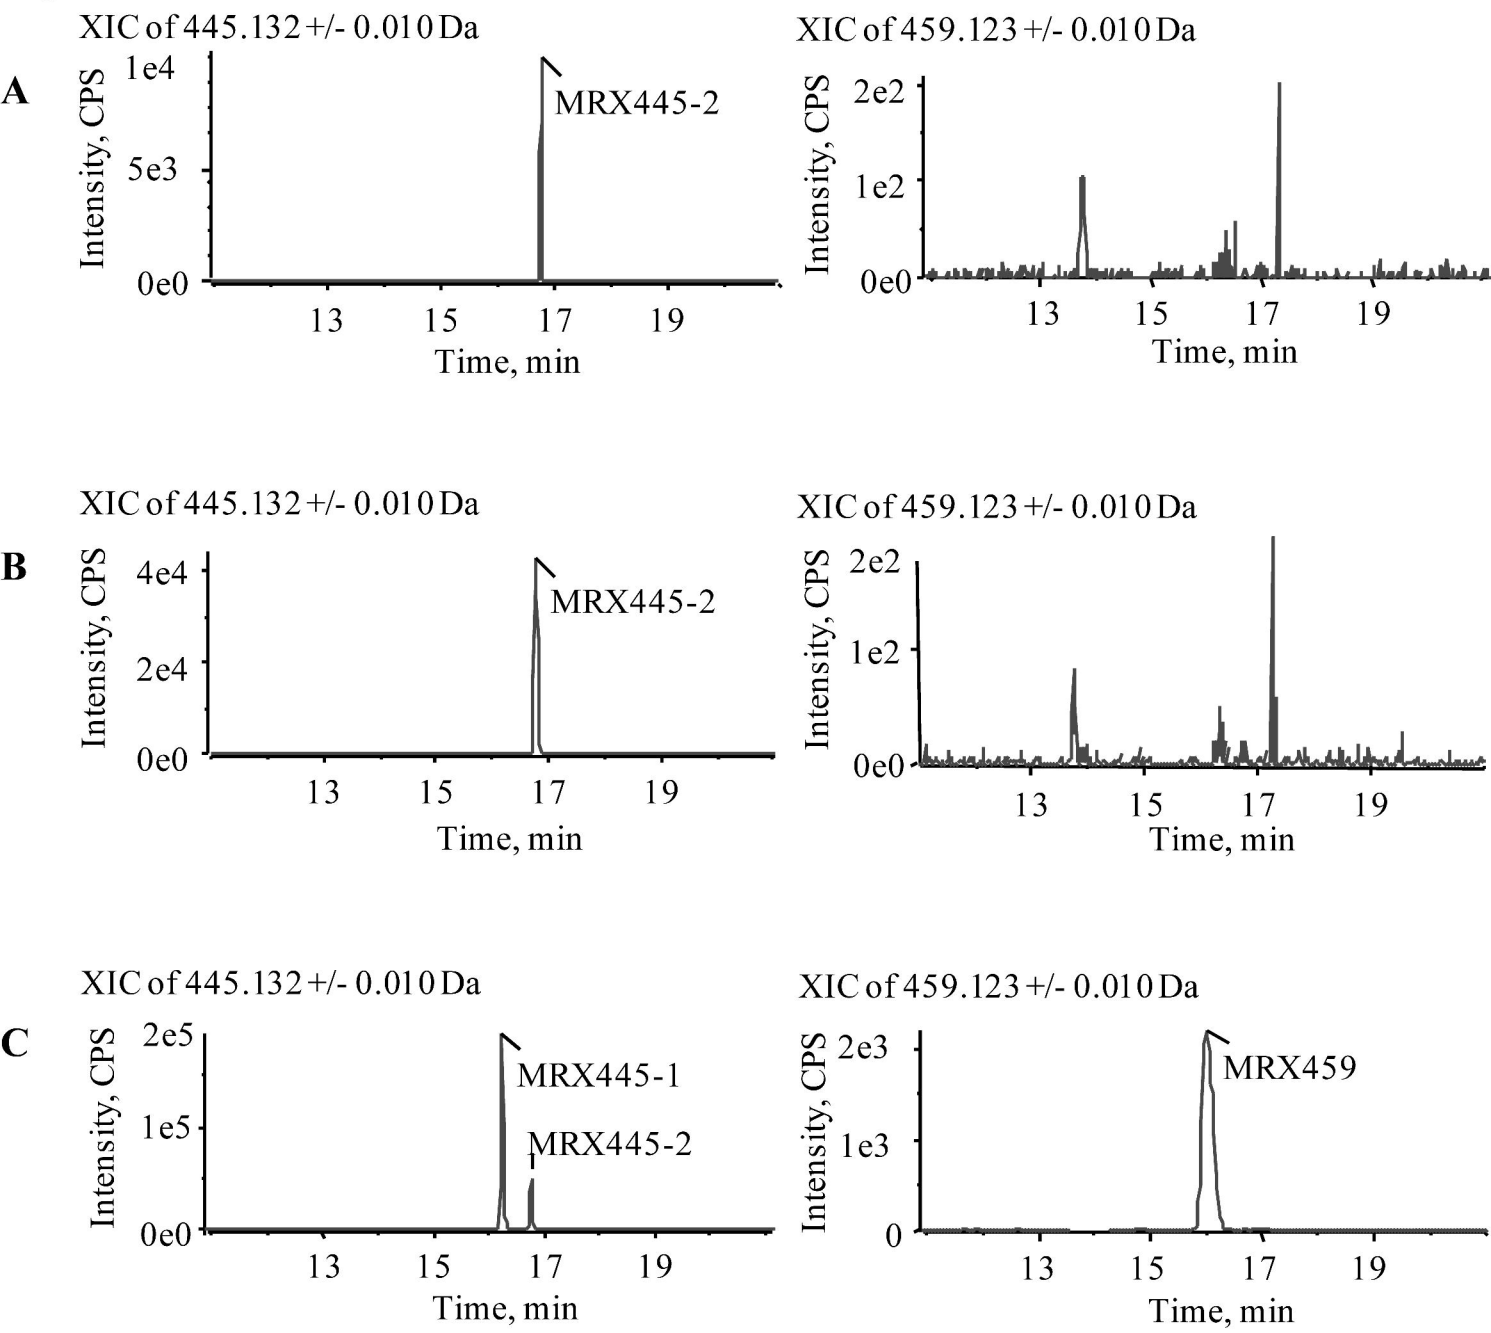 XIC of 445.132 +/- 0.010 Da
XIC of 459.123 +/- 0.010 Da
A
Intensity, CPS
1e4
5e3
0e0
MRX445-2
13 15 17 19
Time, min
Intensity, CPS
2e2
1e2
0e0
13 15 17 19
Time, min
XIC of 445.132 +/- 0.010 Da
XIC of 459.123 +/- 0.010 Da
B
Intensity, CPS
4e4
2e4
0e0
MRX445-2
13 15 17 19
Time, min
Intensity, CPS
2e2
1e2
0e0
13 15 17 19
Time, min
XIC of 445.132 +/- 0.010 Da
XIC of 459.123 +/- 0.010 Da
C
Intensity, CPS
2e5
1e5
0e0
MRX445-1
MRX445-2
13 15 17 19
Time, min
Intensity, CPS
2e3
1e3
0
MRX459
13 15 17 19
Time, min